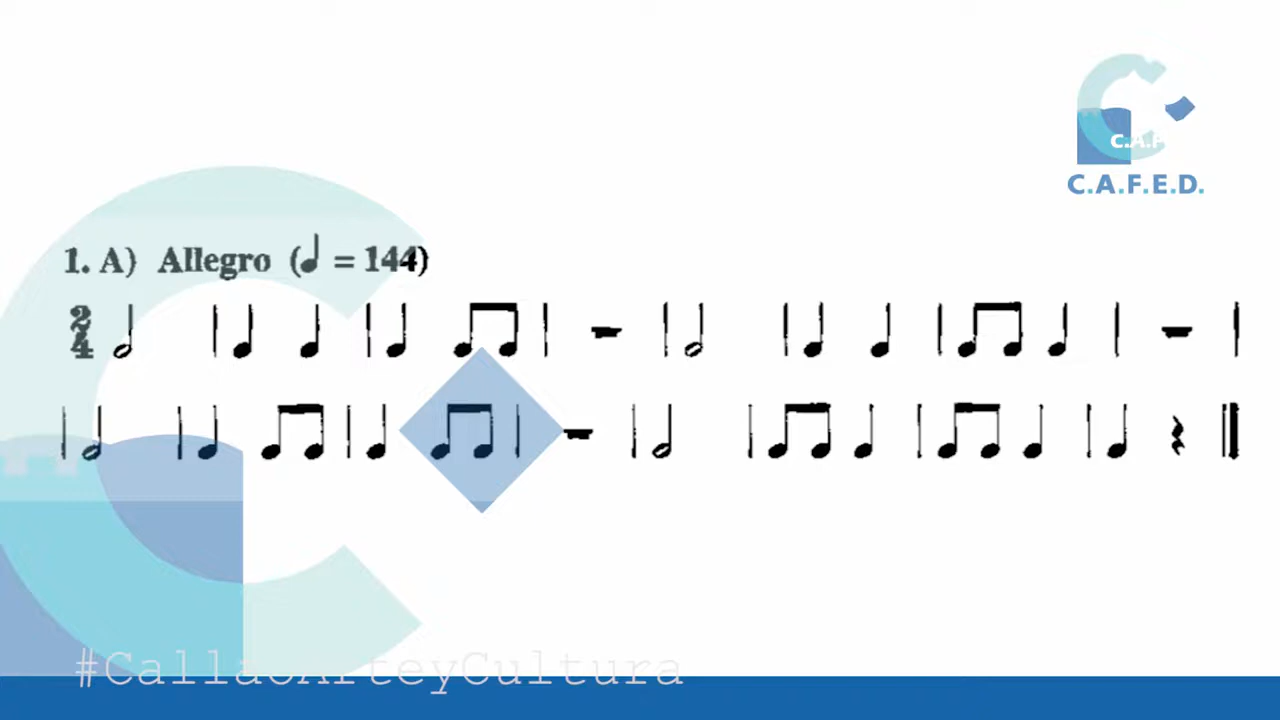 C.A.F.E.D.
1. A) Allegro (♩ = 144)
2
4
#CallaoArteyCultura